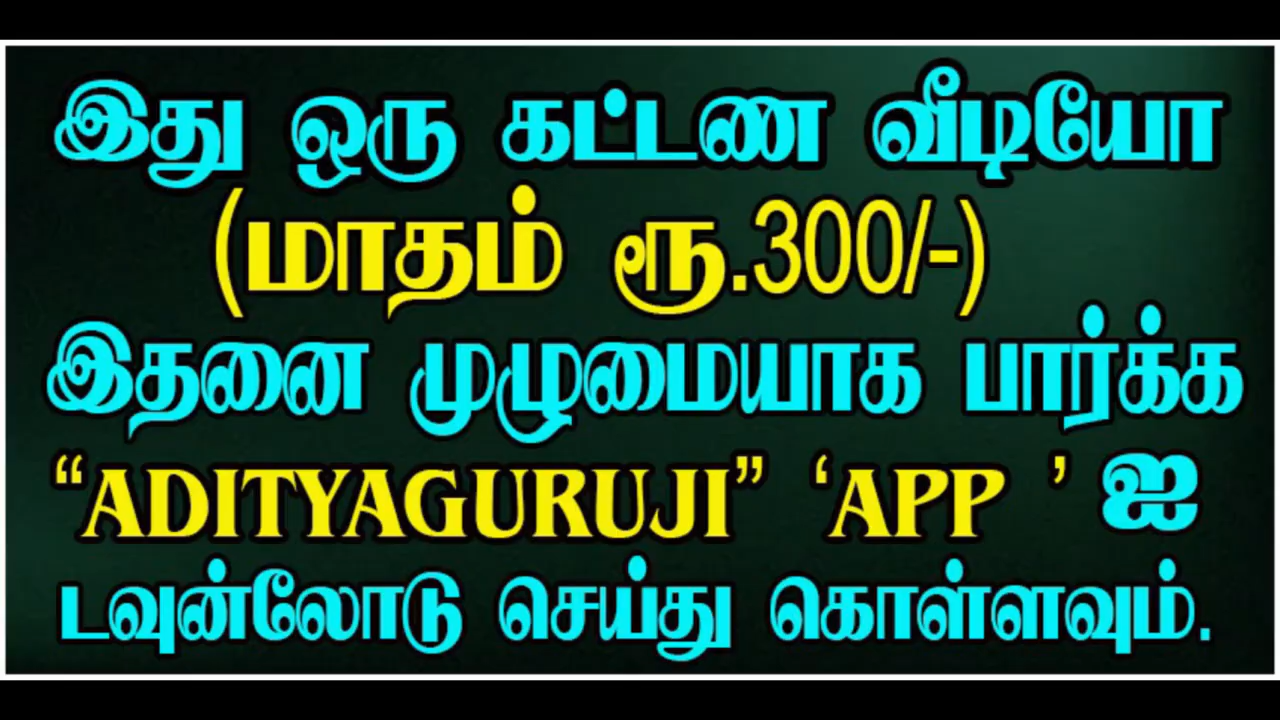 இது ஒரு கட்டண வீடியோ
(மாதம் ரூ.300/-)
இதனை முழுமையாக பார்க்க
“ADITYAGURUJI” ‘APP ’ ஐ
டவுன்லோடு செய்து கொள்ளவும்.